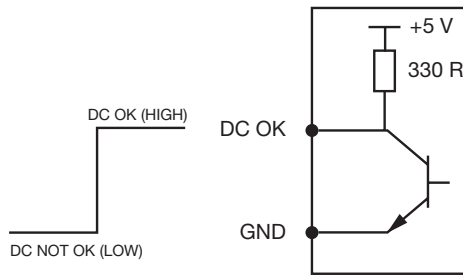 +5 V
330 R
DC OK (HIGH)
DC OK
GND
DC NOT OK (LOW)